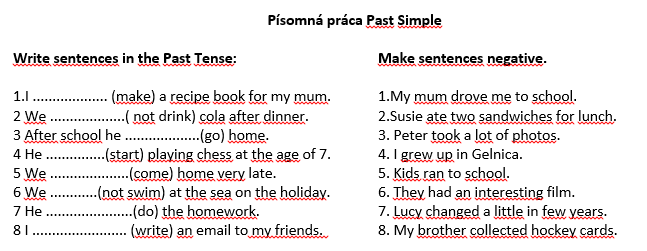 Písomná práca Past Simple
Write sentences in the Past Tense:
1.I ................... (make) a recipe book for my mum.
2 We ...................( not drink) cola after dinner.
3 After school he ...................(go) home.
4 He ..............(start) playing chess at the age of 7.
5 We ....................(come) home very late.
6 We ............(not swim) at the sea on the holiday.
7 He .....................(do) the homework.
8 I ........................ (write) an email to my friends.
Make sentences negative.
1.My mum drove me to school.
2.Susie ate two sandwiches for lunch.
3. Peter took a lot of photos.
4. I grew up in Gelnica.
5. Kids ran to school.
6. They had an interesting film.
7. Lucy changed a little in few years.
8. My brother collected hockey cards.